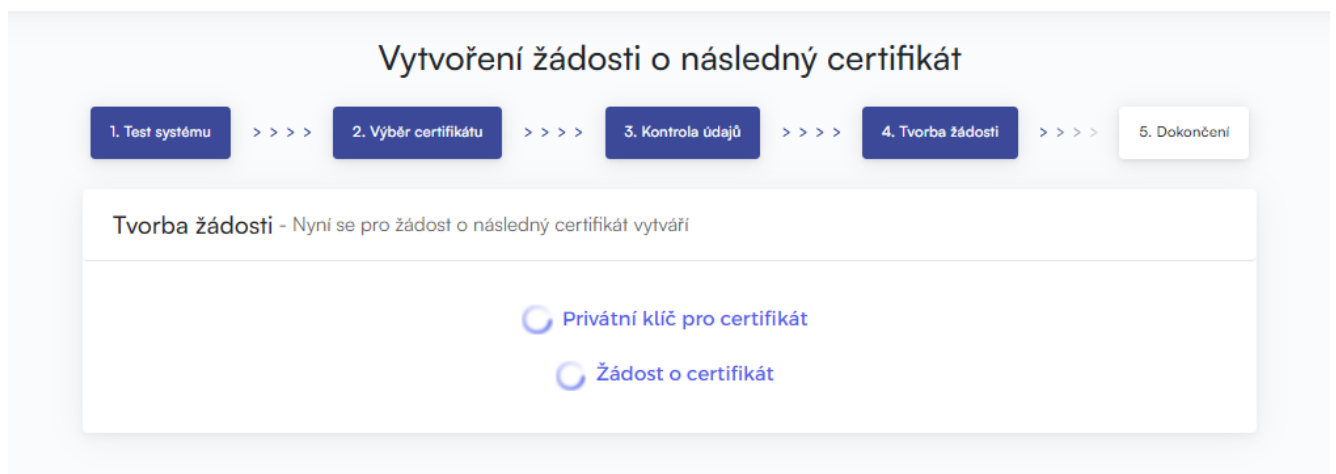 Vytvoření žádosti o následný certifikát
1. Test systému > > > > 2. Výběr certifikátu > > > > 3. Kontrola údajů > > > > 4. Tvorba žádosti > > > > 5. Dokončení
Tvorba žádosti - Nyní se pro žádost o následný certifikát vytváří
Privátní klíč pro certifikát
Žádost o certifikát